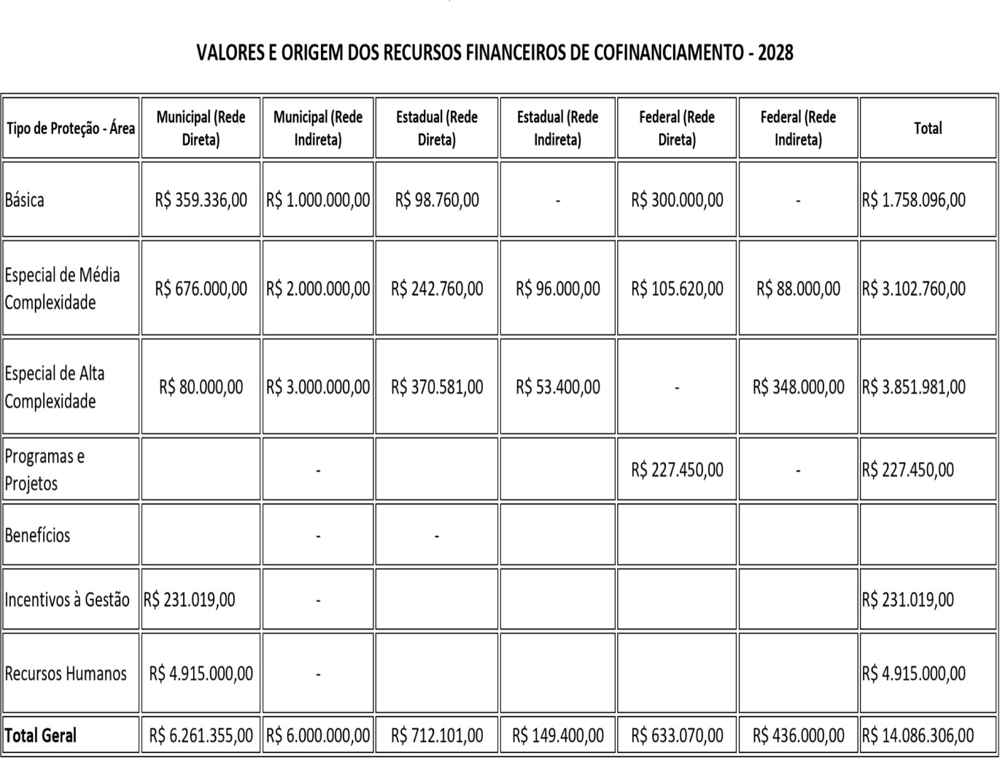 VALORES E ORIGEM DOS RECURSOS FINANCEIROS DE COFINANCIAMENTO - 2028
Tipo de Proteção - Área Municipal (Rede Direta) Municipal (Rede Indireta) Estadual (Rede Direta) Estadual (Rede Indireta) Federal (Rede Direta) Federal (Rede Indireta) Total
Básica R$ 359.336,00 R$ 1.000.000,00 R$ 98.760,00 - R$ 300.000,00 - R$ 1.758.096,00
Especial de Média Complexidade R$ 676.000,00 R$ 2.000.000,00 R$ 242.760,00 R$ 96.000,00 R$ 105.620,00 R$ 88.000,00 R$ 3.102.760,00
Especial de Alta Complexidade R$ 80.000,00 R$ 3.000.000,00 R$ 370.581,00 R$ 53.400,00 - R$ 348.000,00 R$ 3.851.981,00
Programas e Projetos - R$ 227.450,00 - R$ 227.450,00
Benefícios - -
Incentivos à Gestão R$ 231.019,00 - R$ 231.019,00
Recursos Humanos R$ 4.915.000,00 - R$ 4.915.000,00
Total Geral R$ 6.261.355,00 R$ 6.000.000,00 R$ 712.101,00 R$ 149.400,00 R$ 633.070,00 R$ 436.000,00 R$ 14.086.306,00